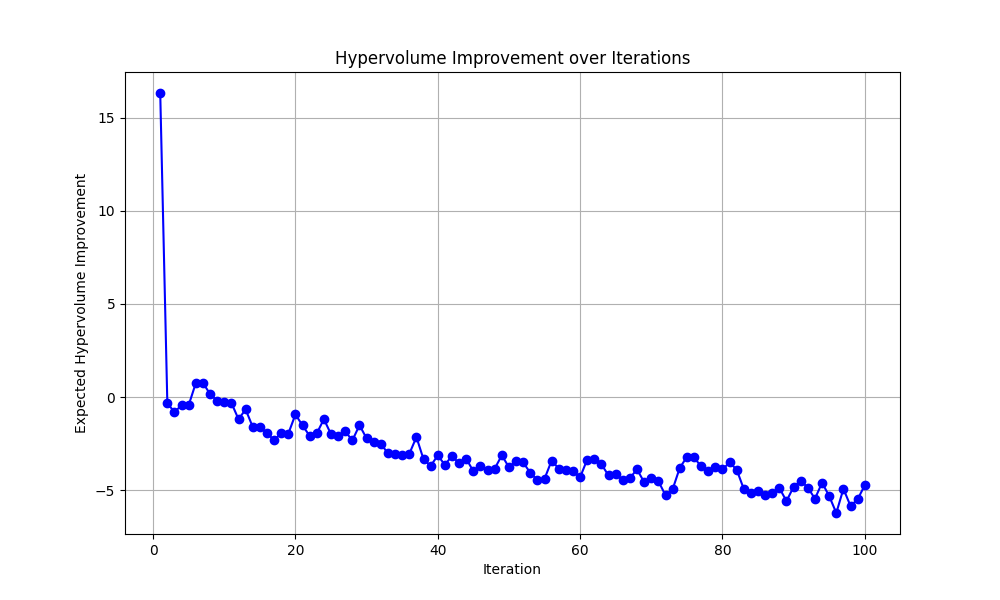 Hypervolume Improvement over Iterations
15
10
5
0
−5
Expected Hypervolume Improvement
0 20 40 60 80 100
Iteration